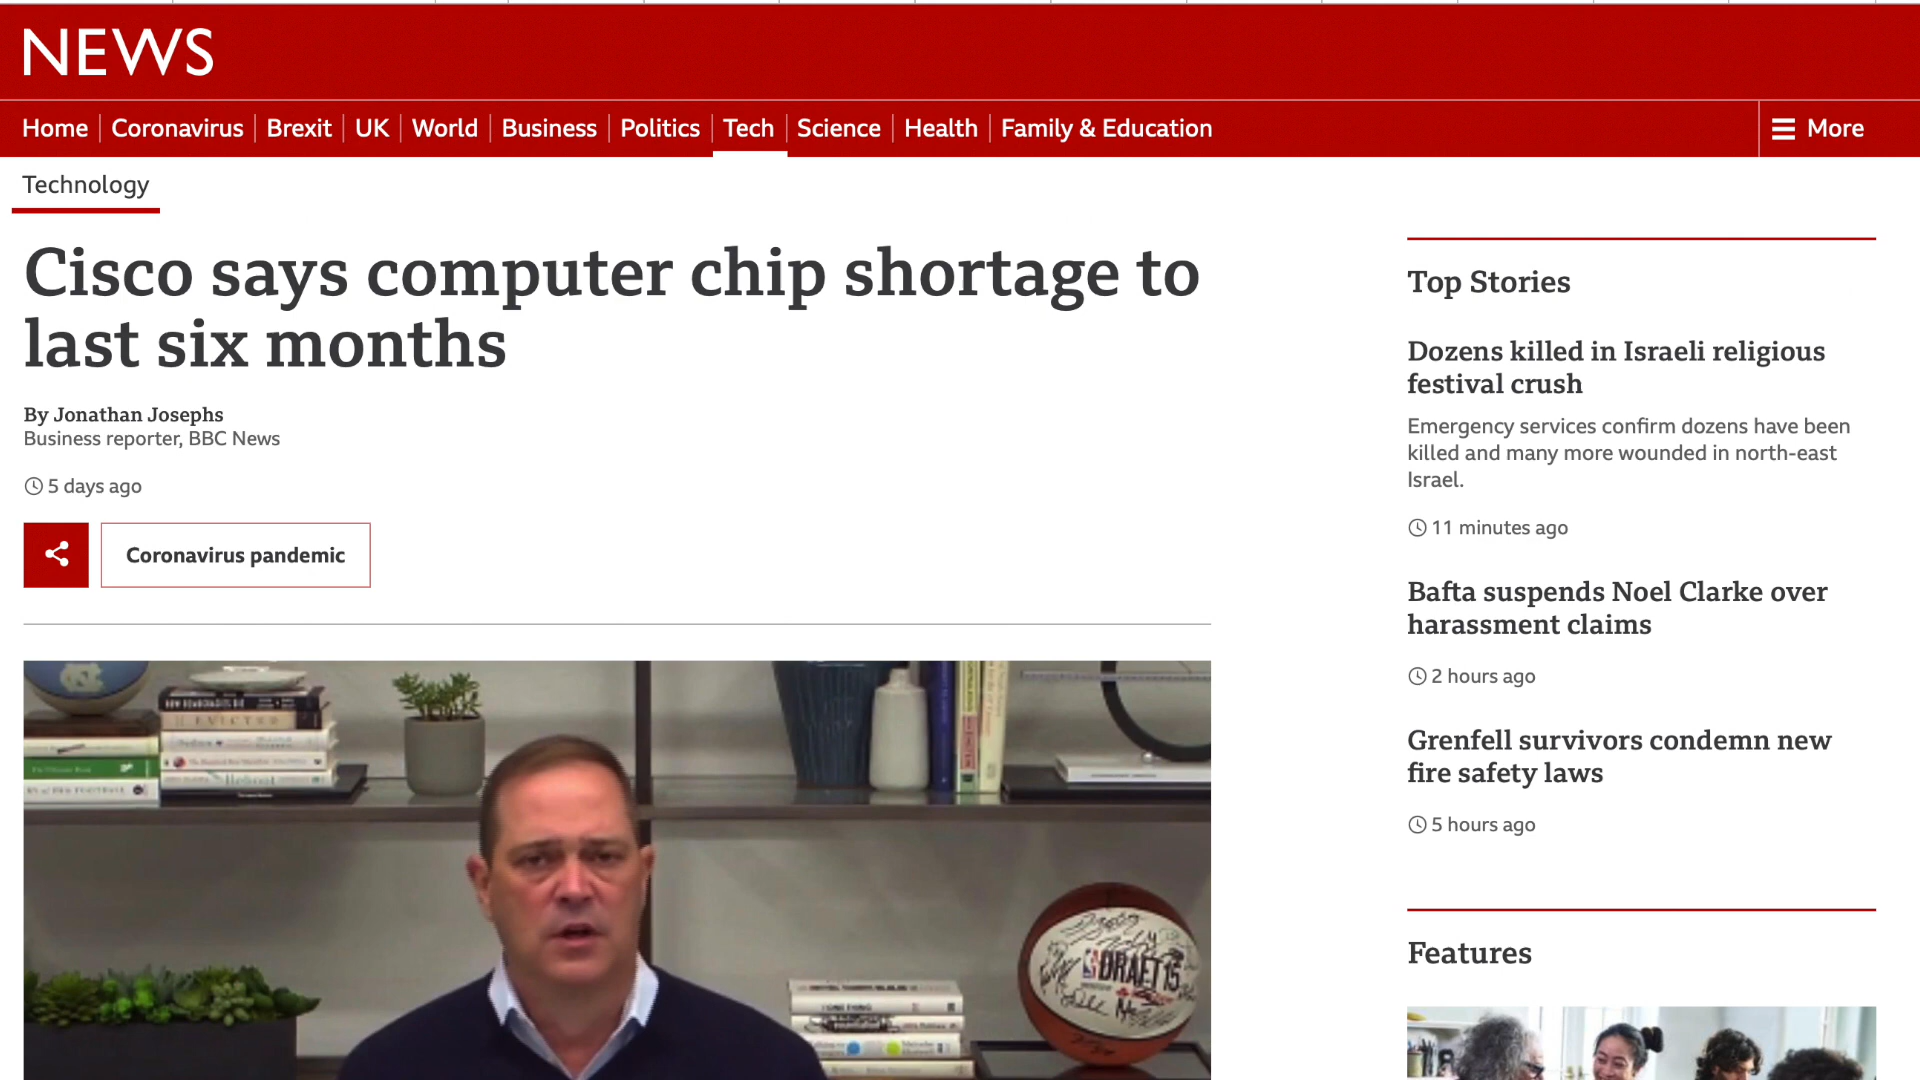 NEWS
Home
Coronavirus
Brexit
UK
World
Business
Politics
Tech
Science
Health
Family & Education
More
Technology
Cisco says computer chip shortage to
last six months
By Jonathan Josephs
Business reporter, BBC News
5 days ago
Coronavirus pandemic
EVICTED
DRAFT 15
Top Stories
Dozens killed in Israeli religious
festival crush
Emergency services confirm dozens have been
killed and many more wounded in north-east
Israel.
11 minutes ago
Bafta suspends Noel Clarke over
harassment claims
2 hours ago
Grenfell survivors condemn new
fire safety laws
5 hours ago
Features